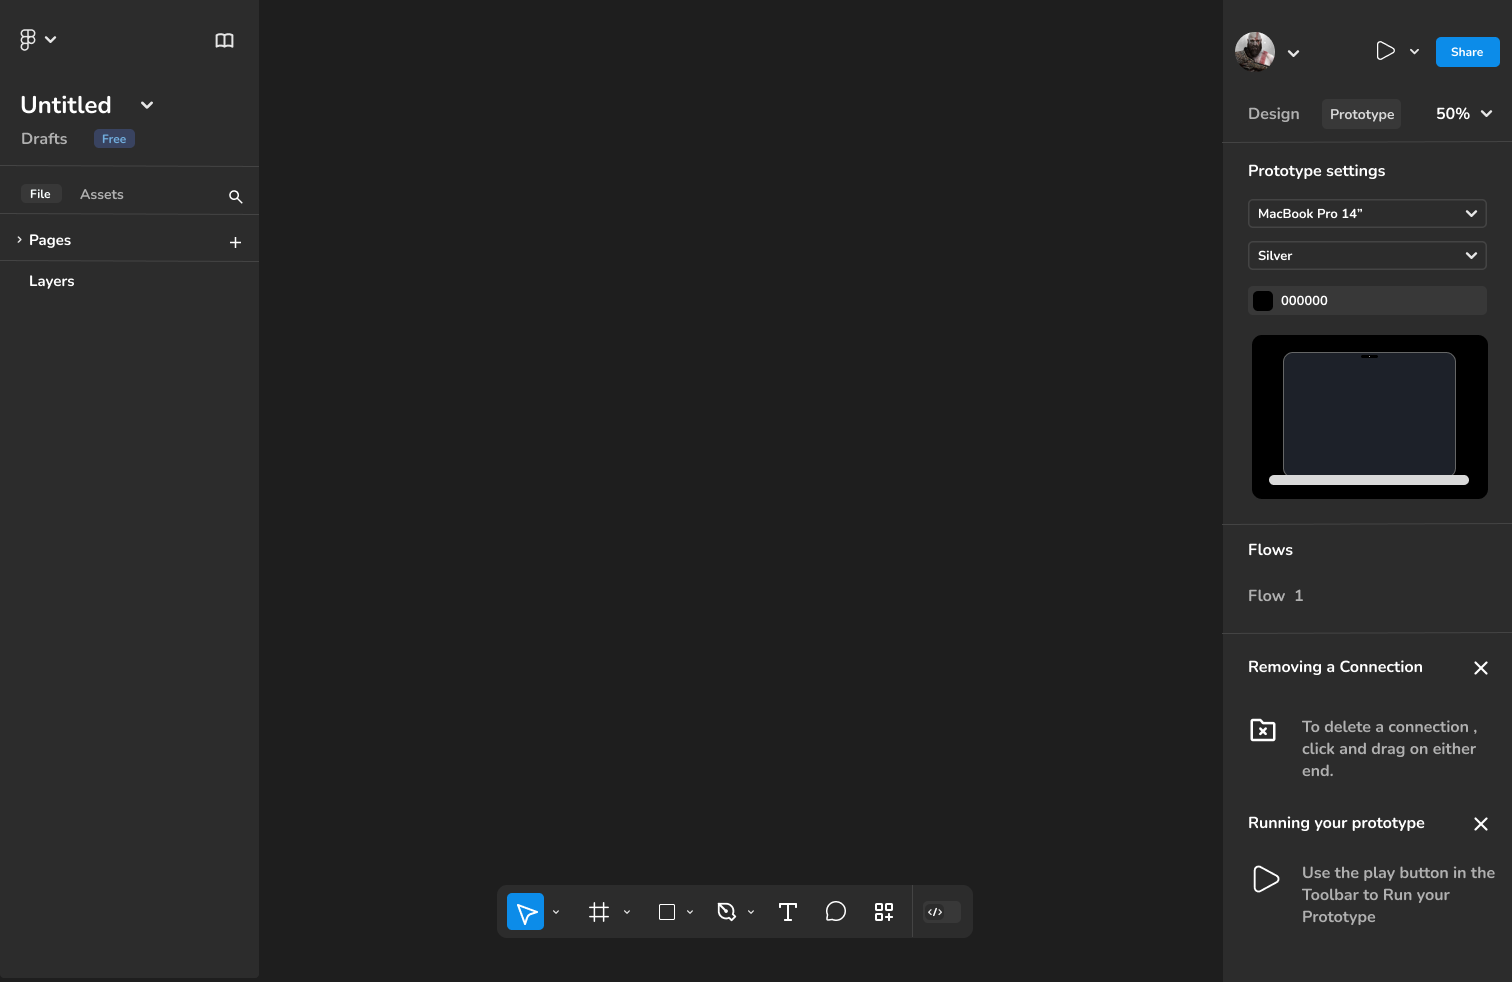 Untitled
Drafts Free
File Assets
Pages
Layers
Share
Design Prototype 50%
Prototype settings
MacBook Pro 14”
Silver
000000
Flows
Flow 1
Removing a Connection
To delete a connection ,
click and drag on either
end.
Running your prototype
Use the play button in the
Toolbar to Run your
Prototype